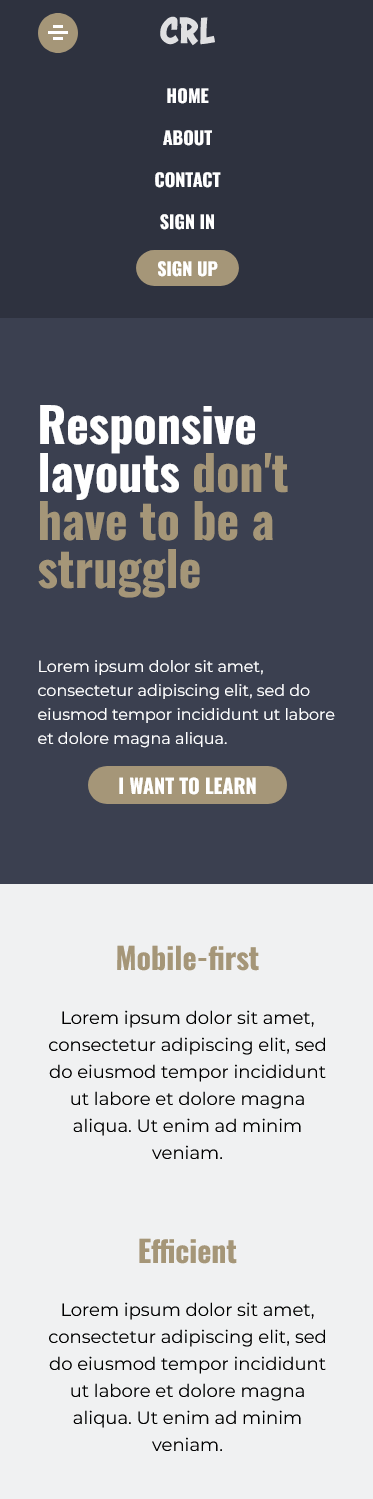 CRL
HOME
ABOUT
CONTACT
SIGN IN
SIGN UP
Responsive
layouts don't
have to be a
struggle
Lorem ipsum dolor sit amet,
consectetur adipiscing elit, sed do
eiusmod tempor incididunt ut labore
et dolore magna aliqua.
I WANT TO LEARN
Mobile-first
Lorem ipsum dolor sit amet,
consectetur adipiscing elit, sed
do eiusmod tempor incididunt
ut labore et dolore magna
aliqua. Ut enim ad minim
veniam.
Efficient
Lorem ipsum dolor sit amet,
consectetur adipiscing elit, sed
do eiusmod tempor incididunt
ut labore et dolore magna
aliqua. Ut enim ad minim
veniam.